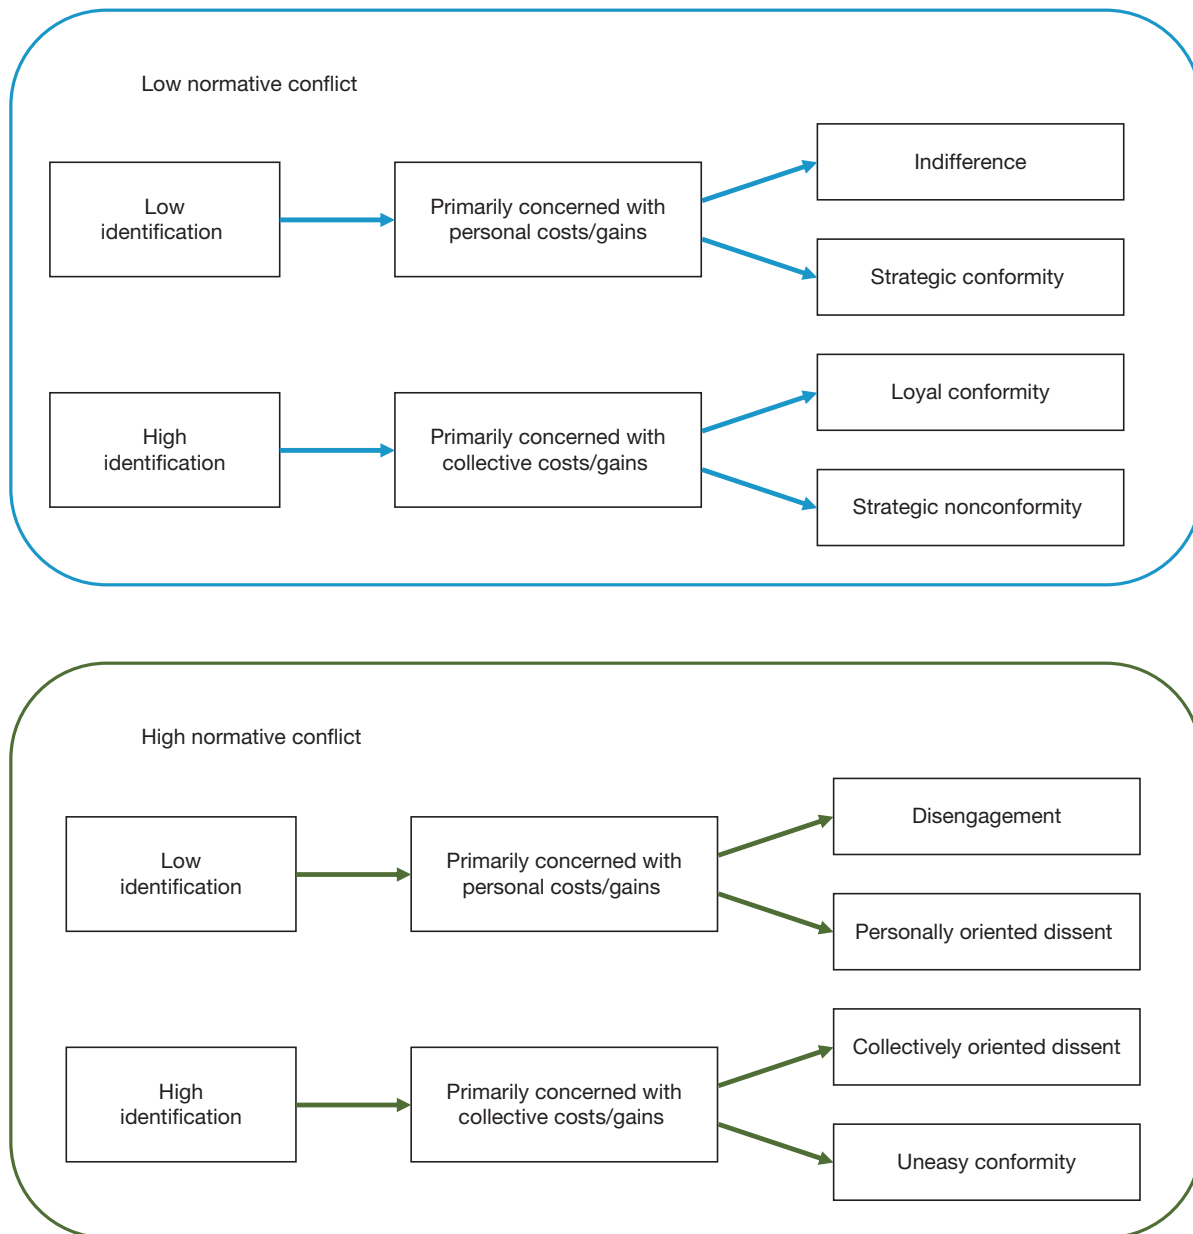 Low normative conflict
Low
identification
Primarily concerned with
personal costs/gains
Indifference
Strategic conformity
High
identification
Primarily concerned with
collective costs/gains
Loyal conformity
Strategic nonconformity
High normative conflict
Low
identification
Primarily concerned with
personal costs/gains
Disengagement
Personally oriented dissent
High
identification
Primarily concerned with
collective costs/gains
Collectively oriented dissent
Uneasy conformity